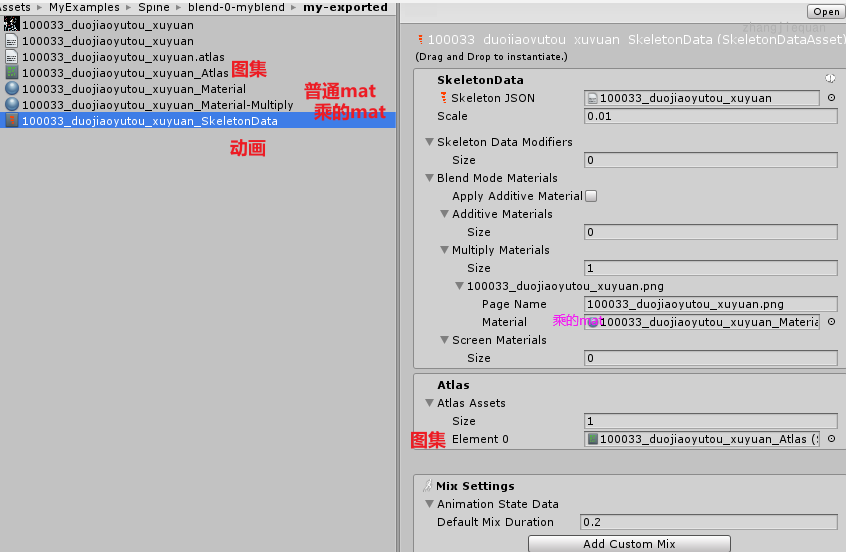 Assets ▸ MyExamples ▸ Spine ▸ blend-0-myblend ▸ my-exported
100033_duojiaoyutou_xuyuan
100033_duojiaoyutou_xuyuan
100033_duojiaoyutou_xuyuan.atlas
100033_duojiaoyutou_xuyuan_Atlas 图集
100033_duojiaoyutou_xuyuan_Material 普通mat
100033_duojiaoyutou_xuyuan_Material-Multiply 乘的mat
100033_duojiaoyutou_xuyuan_SkeletonData
动画
Open
zhangjiequan
100033_duojiaoyutou_xuyuan_SkeletonData (SkeletonDataAsset)
(Drag and Drop to instantiate.)
SkeletonData
Skeleton JSON 100033_duojiaoyutou_xuyuan
Scale 0.01
Skeleton Data Modifiers
Size 0
Blend Mode Materials
Apply Additive Material
Additive Materials
Size 0
Multiply Materials
Size 1
100033_duojiaoyutou_xuyuan.png
Page Name 100033_duojiaoyutou_xuyuan.png
Material 乘的mat 100033_duojiaoyutou_xuyuan_Materia
Screen Materials
Size 0
Atlas
Atlas Assets
Size 1
图集 Element 0 100033_duojiaoyutou_xuyuan_Atlas (S
Mix Settings
Animation State Data
Default Mix Duration 0.2
Add Custom Mix